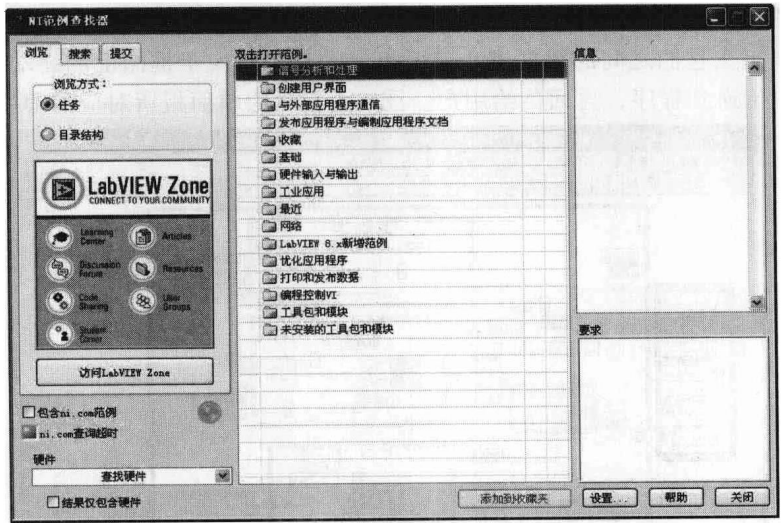 NI范例查找器
浏览 搜索 提交
双击打开范例。
信息
浏览方式：
任务
目录结构
LabVIEW Zone
CONNECT TO YOUR COMMUNITY
Learning Center
Articles
Discussion Forum
Resources
Code Sharing
User Groups
Student Corner
访问LabVIEW Zone
包含ni.com范例
ni.com查询超时
硬件
查找硬件
结果仅包含硬件
信号分析和处理
创建用户界面
与外部应用程序通信
发布应用程序与编制应用程序文档
收藏
基础
硬件输入与输出
工业应用
最近
网络
LabVIEW 8.x新增范例
优化应用程序
打印和发布数据
编程控制VI
工具包和模块
未安装的工具包和模块
要求
添加到收藏夹
设置...
帮助
关闭